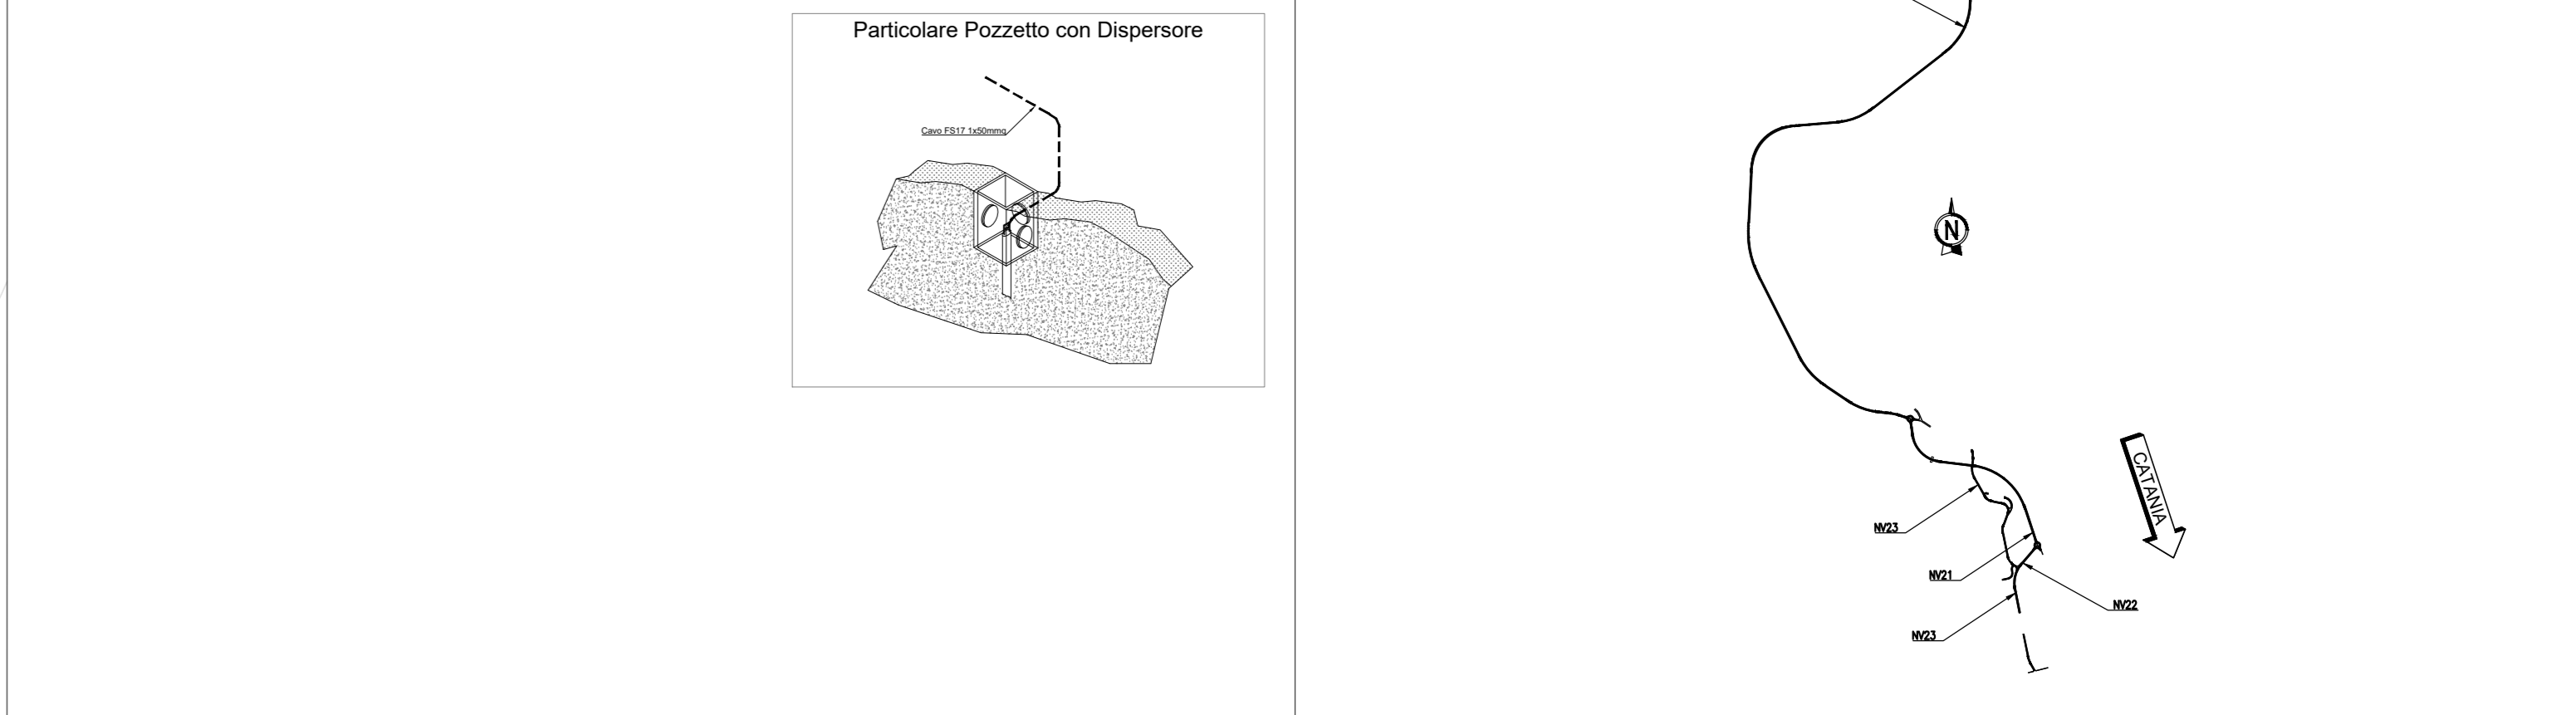 Particolare Pozzetto con Dispersore
Cavo FS17 1x50mmq
N
CATANIA
NV23
NV21
NV22
NV23